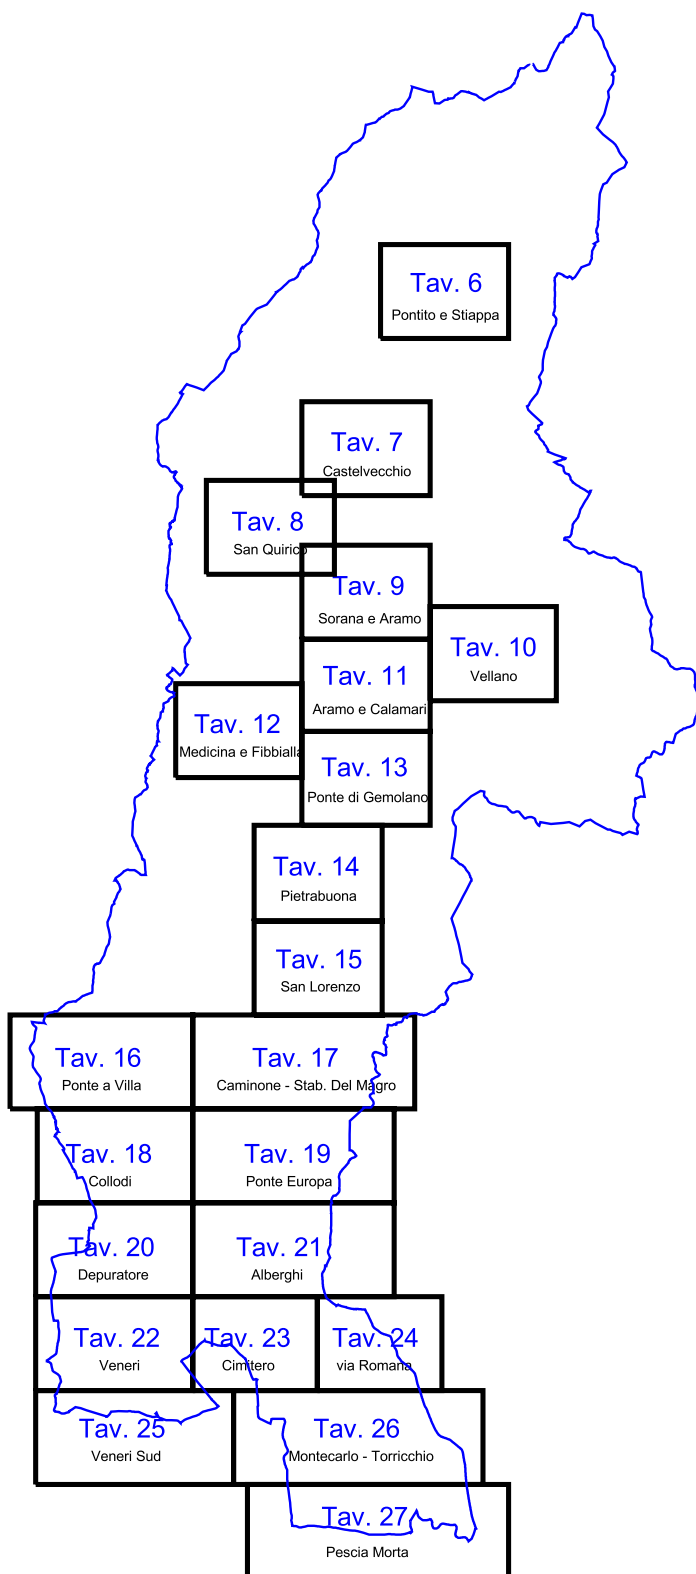 Tav. 6
Pontito e Stiappa
Tav. 7
Castelvecchio
Tav. 8
San Quirico
Tav. 9
Sorana e Aramo
Tav. 10
Vellano
Tav. 11
Aramo e Calamari
Tav. 12
Medicina e Fibbialla
Tav. 13
Ponte di Gemolano
Tav. 14
Pietrabuona
Tav. 15
San Lorenzo
Tav. 16
Ponte a Villa
Tav. 17
Caminone - Stab. Del Magro
Tav. 18
Collodi
Tav. 19
Ponte Europa
Tav. 20
Depuratore
Tav. 21
Alberghi
Tav. 22
Veneri
Tav. 23
Cimitero
Tav. 24
via Romana
Tav. 25
Veneri Sud
Tav. 26
Montecarlo - Torricchio
Tav. 27
Pescia Morta